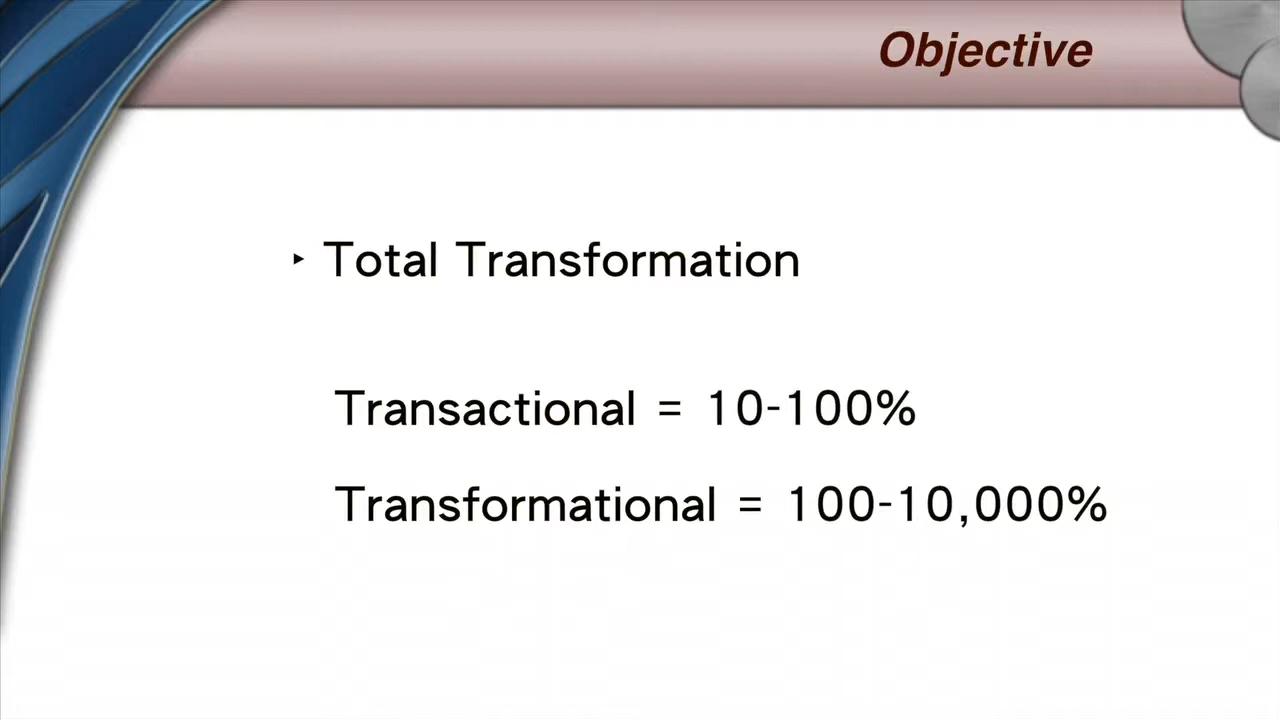 Objective
‣ Total Transformation
Transactional = 10-100%
Transformational = 100-10,000%